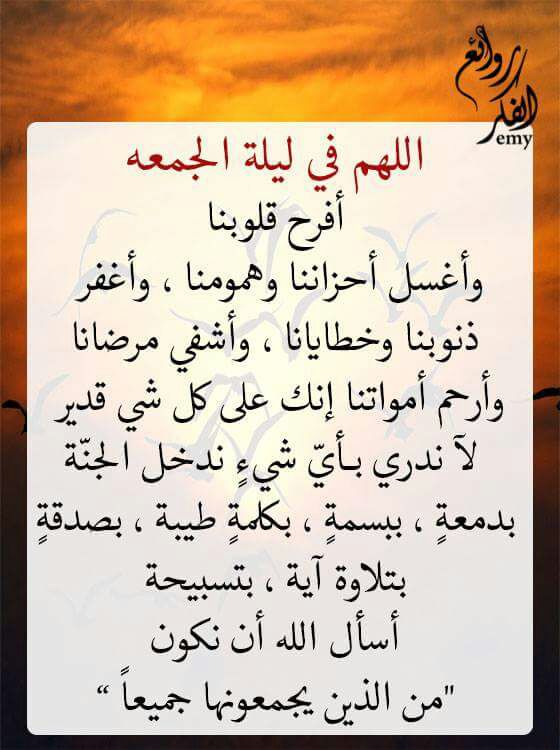 روائع
الفكر
emy
اللهم في ليلة الجمعه
أفرح قلوبنا
وأغسل أحزاننا وهمومنا ، وأغفر
ذنوبنا وخطايانا ، وأشفي مرضانا
وأرحم أمواتنا إنك على كل شي قدير
لآ ندري بـأيّ شيءٍ ندخل الجنّة
بدمعةٍ ، ببسمةٍ ، بكلمةٍ طيبة ، بصدقةٍ
بتلاوة آية ، بتسبيحة
أسأل الله أن نكون
"من الذين يجمعونها جميعاً “